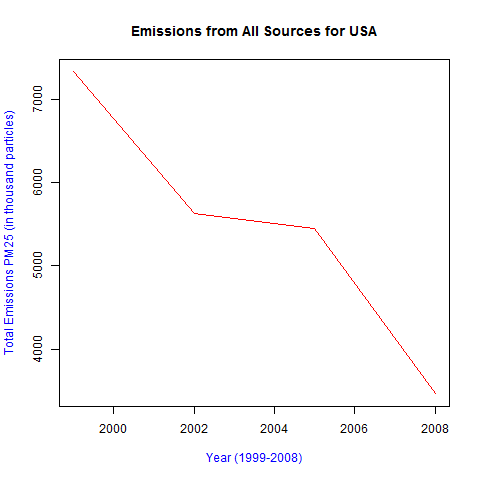 Emissions from All Sources for USA
Total Emissions PM25 (in thousand particles)
7000
6000
5000
4000
2000 2002 2004 2006 2008
Year (1999-2008)